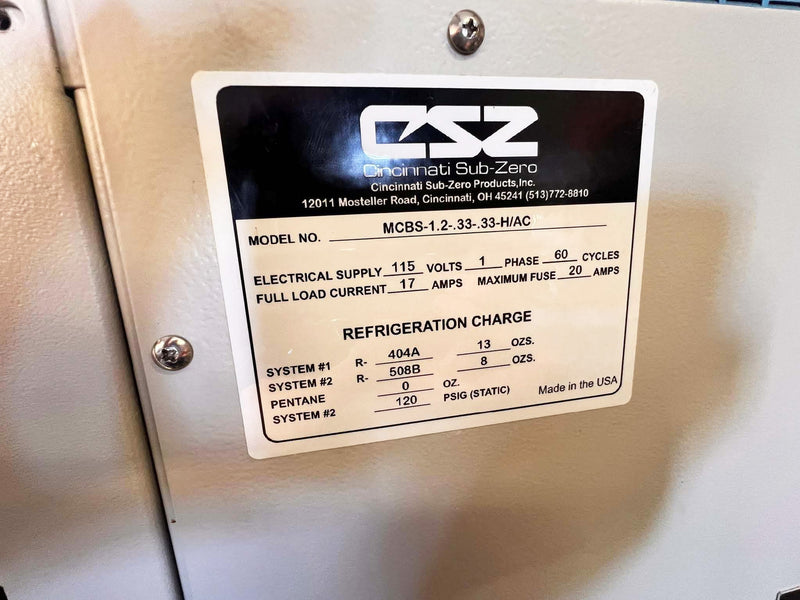 CSZ
Cincinnati Sub-Zero
Cincinnati Sub-Zero Products,Inc.
12011 Mosteller Road, Cincinnati, OH 45241 (513)772-8810
MODEL NO. MCBS-1.2-.33-.33-H/AC
ELECTRICAL SUPPLY 115 VOLTS 1 PHASE 60 CYCLES
FULL LOAD CURRENT 17 AMPS MAXIMUM FUSE 20 AMPS
REFRIGERATION CHARGE
SYSTEM #1 R- 404A 13 OZS.
SYSTEM #2 R- 508B 8 OZS.
PENTANE 0 OZ.
SYSTEM #2 120 PSIG (STATIC) Made in the USA